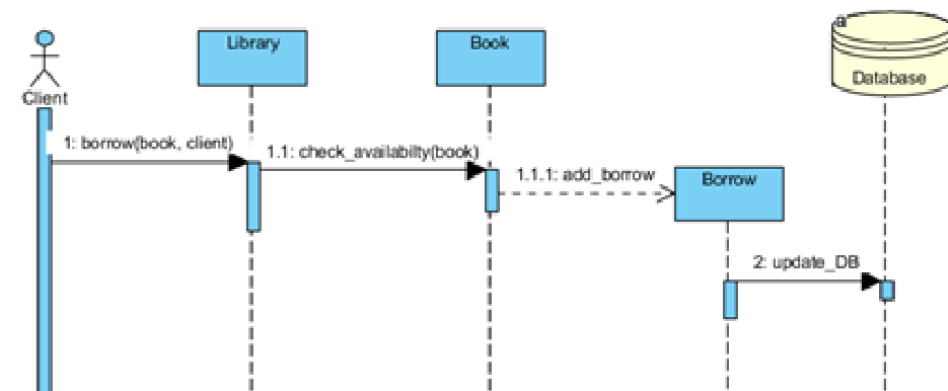 a
Library
Book
Database
Client
1: borrow(book, client)
1.1: check_availabilty(book)
1.1.1: add_borrow
Borrow
2: update_DB